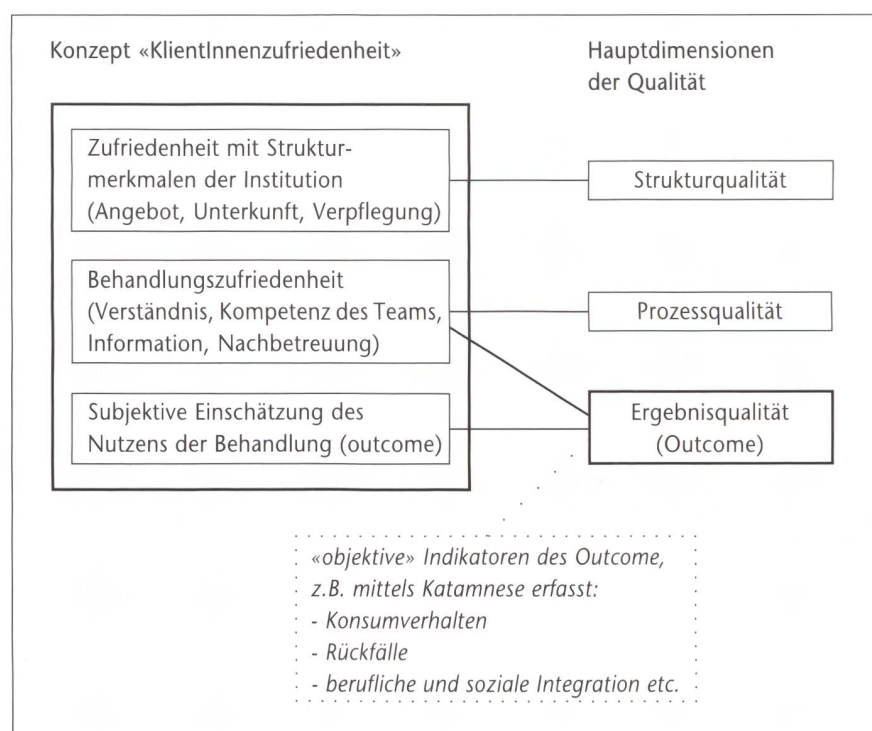 Konzept «KlientInnenzufriedenheit»
Hauptdimensionen
der Qualität
Zufriedenheit mit Struktur-
merkmalen der Institution
(Angebot, Unterkunft, Verpflegung)
Strukturqualität
Behandlungszufriedenheit
(Verständnis, Kompetenz des Teams,
Information, Nachbetreuung)
Prozessqualität
Subjektive Einschätzung des
Nutzens der Behandlung (outcome)
Ergebnisqualität
(Outcome)
«objektive» Indikatoren des Outcome,
z.B. mittels Katamnese erfasst:
- Konsumverhalten
- Rückfälle
- berufliche und soziale Integration etc.